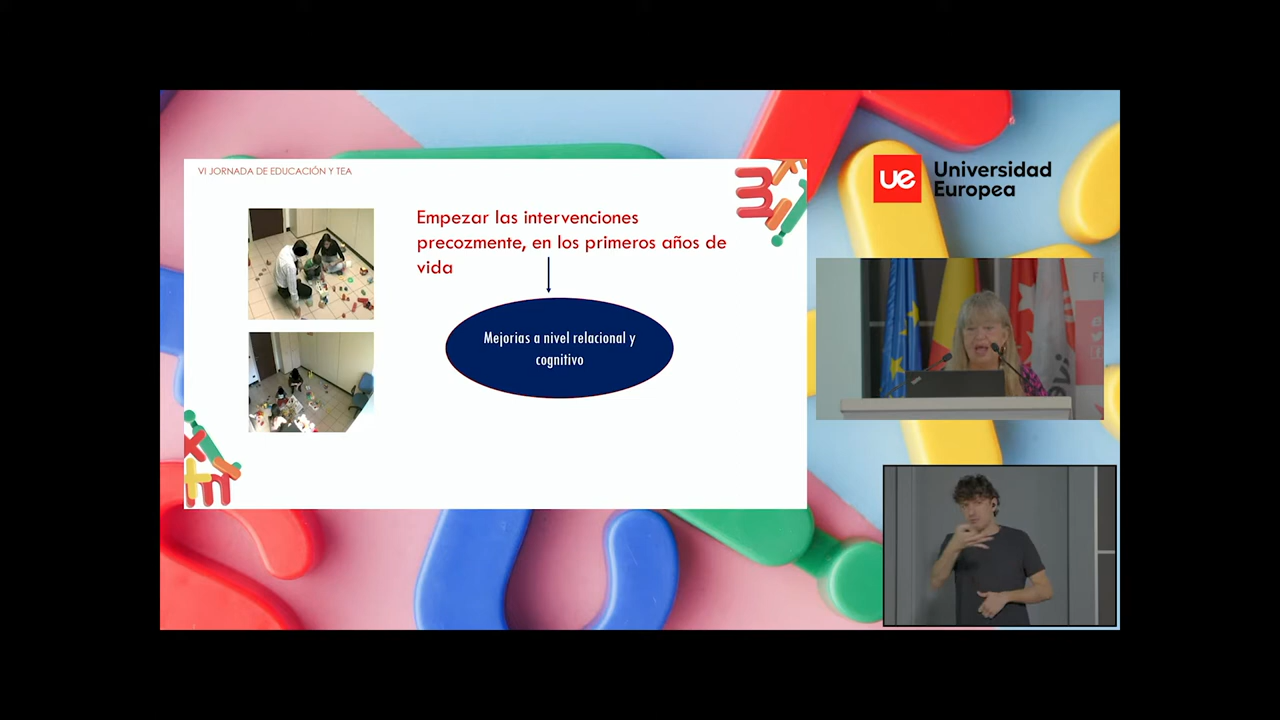 VI JORNADA DE EDUCACIÓN Y TEA
Empezar las intervenciones
precozmente, en los primeros años de
vida
Mejorias a nivel relacional y
cognitivo
ue Universidad
Europea